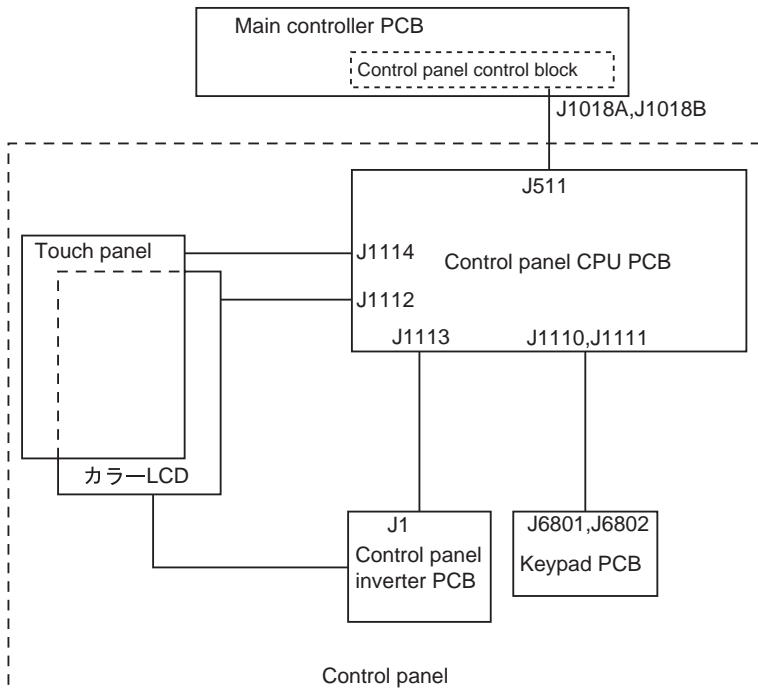 Main controller PCB
Control panel control block
J1018A,J1018B
J511
Touch panel
J1114
Control panel CPU PCB
J1112
J1113
J1110,J1111
カラーLCD
J1
Control panel
inverter PCB
J6801,J6802
Keypad PCB
Control panel